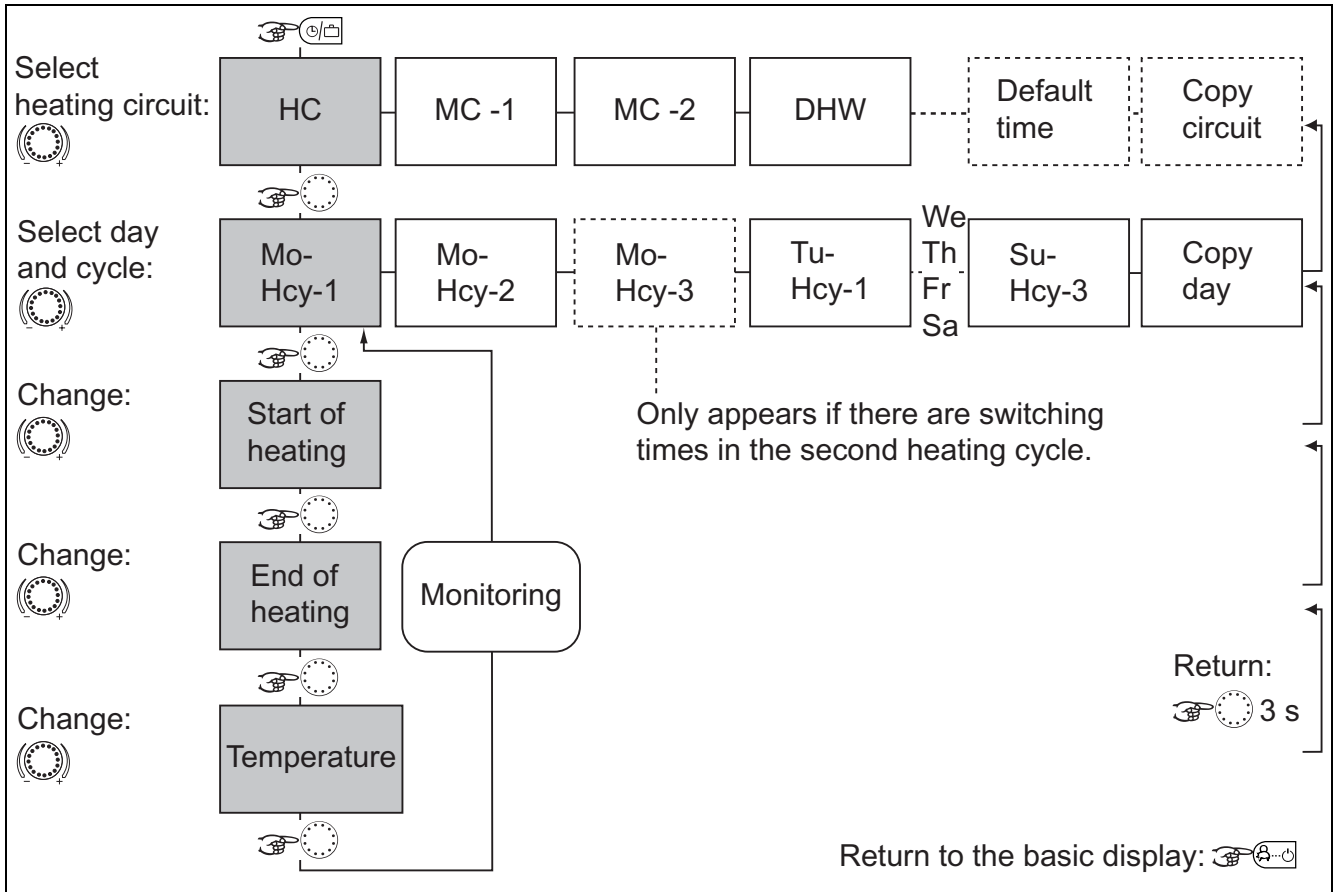 Select
heating circuit:
HC
MC -1
MC -2
DHW
Default
time
Copy
circuit
Select day
and cycle:
Mo-
Hcy-1
Mo-
Hcy-2
Mo-
Hcy-3
Tu-
Hcy-1
We
Th
Fr
Sa
Su-
Hcy-3
Copy
day
Change:
Start of
heating
Only appears if there are switching
times in the second heating cycle.
Change:
End of
heating
Monitoring
Return:
3 s
Change:
Temperature
Return to the basic display: